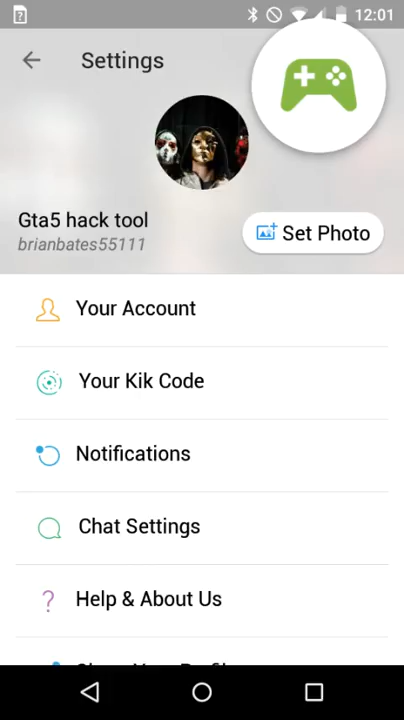 12:01
Settings
Gta5 hack tool
brianbates55111
Set Photo
Your Account
Your Kik Code
Notifications
Chat Settings
Help & About Us